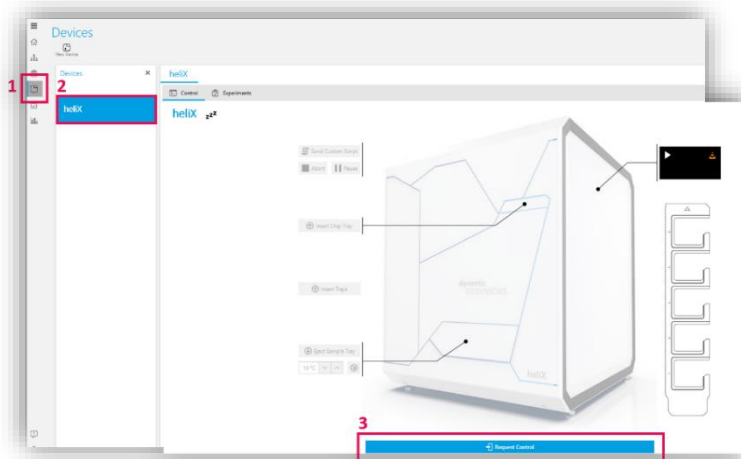 Devices
New Device
1
2
Devices ×
heliX
heliX
Control Experiments
heliX zzz
Send Custom Script
Abort Pause
Insert Chip Tray
Insert Trays
dynamic
Eject Sample Tray
10 °C
heliX
3
Request Control